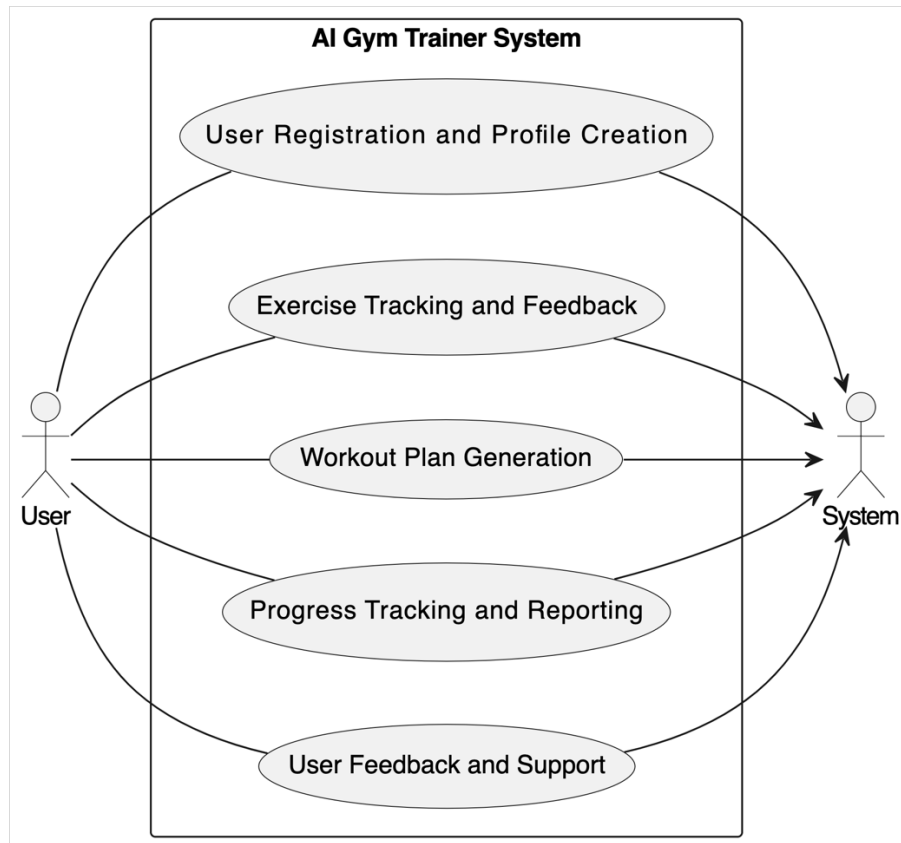 AI Gym Trainer System
User Registration and Profile Creation
Exercise Tracking and Feedback
Workout Plan Generation
User
System
Progress Tracking and Reporting
User Feedback and Support